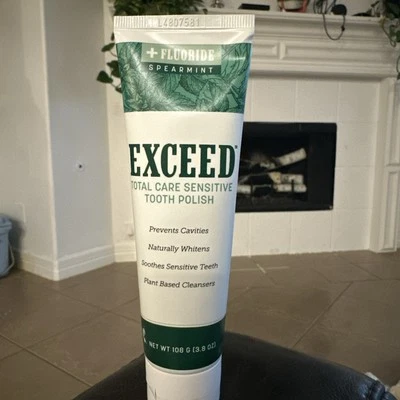 L4807581
+ FLUORIDE
SPEARMINT
EXCEED
TOTAL CARE SENSITIVE
TOOTH POLISH
Prevents Cavities
Naturally Whitens
Soothes Sensitive Teeth
Plant Based Cleansers
NET WT 108 G (3.8 OZ)